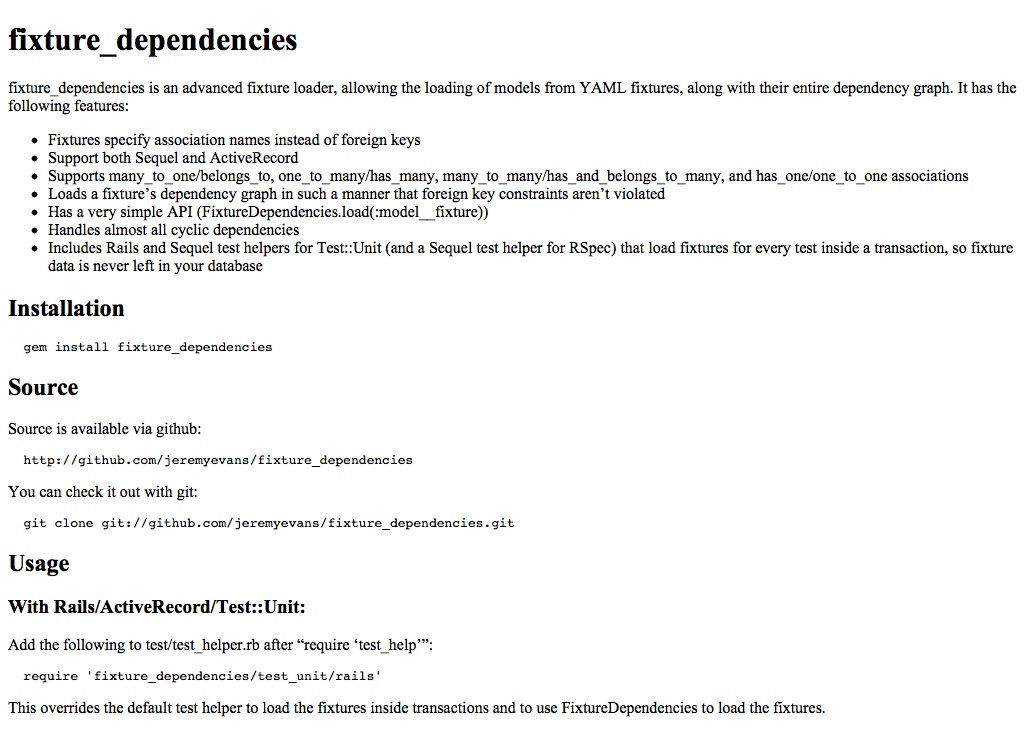 fixture_dependencies
fixture_dependencies is an advanced fixture loader, allowing the loading of models from YAML fixtures, along with their entire dependency graph. It has the
following features:
• Fixtures specify association names instead of foreign keys
• Support both Sequel and ActiveRecord
• Supports many_to_one/belongs_to, one_to_many/has_many, many_to_many/has_and_belongs_to_many, and has_one/one_to_one associations
• Loads a fixture’s dependency graph in such a manner that foreign key constraints aren’t violated
• Has a very simple API (FixtureDependencies.load(:model__fixture))
• Handles almost all cyclic dependencies
• Includes Rails and Sequel test helpers for Test::Unit (and a Sequel test helper for RSpec) that load fixtures for every test inside a transaction, so fixture
data is never left in your database
Installation
gem install fixture_dependencies
Source
Source is available via github:
http://github.com/jeremyevans/fixture_dependencies
You can check it out with git:
git clone git://github.com/jeremyevans/fixture_dependencies.git
Usage
With Rails/ActiveRecord/Test::Unit:
Add the following to test/test_helper.rb after “require ‘test_help’”:
require 'fixture_dependencies/test_unit/rails'
This overrides the default test helper to load the fixtures inside transactions and to use FixtureDependencies to load the fixtures.